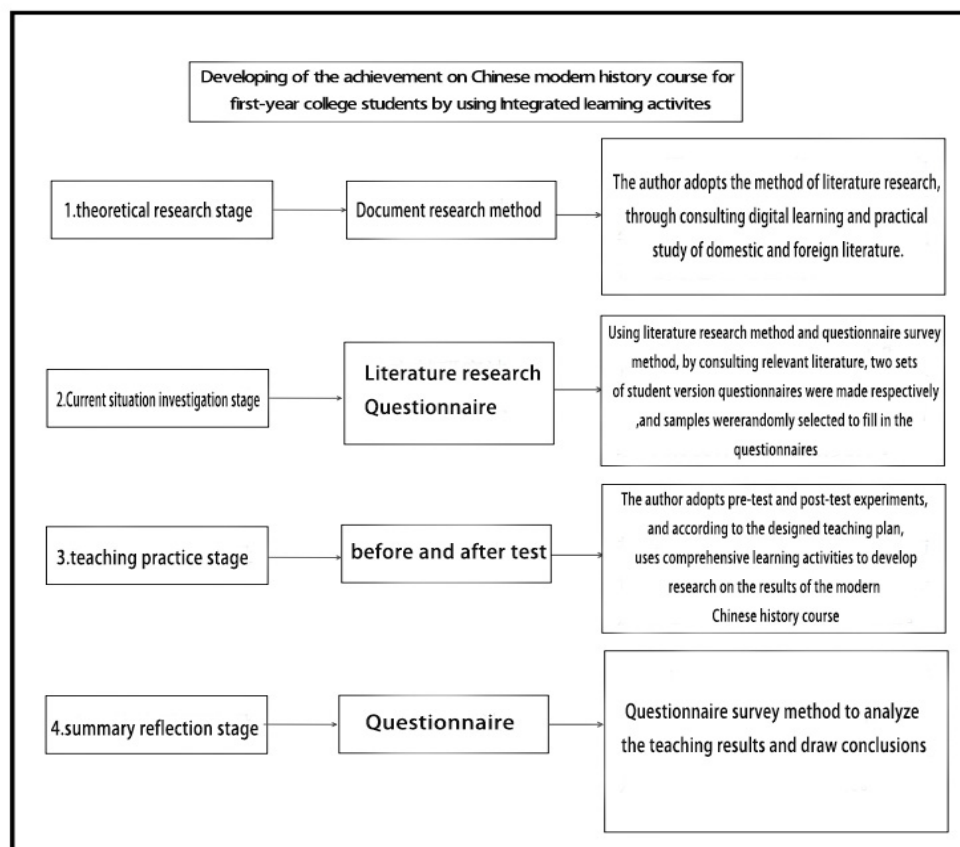 Developing of the achievement on Chinese modern history course for
first-year college students by using Integrated learning activites
1.theoretical research stage
Document research method
The author adopts the method of literature research,
through consulting digital learning and practical
study of domestic and foreign literature.
2.Current situation investigation stage
Literature research
Questionnaire
Using literature research method and questionnaire survey
method, by consulting relevant literature, two sets
of student version questionnaires were made respectively
,and samples wererandomly selected to fill in the
questionnaires
3.teaching practice stage
before and after test
The author adopts pre-test and post-test experiments,
and according to the designed teaching plan,
uses comprehensive learning activities to develop
research on the results of the modern
Chinese history course
4.summary reflection stage
Questionnaire
Questionnaire survey method to analyze
the teaching results and draw conclusions